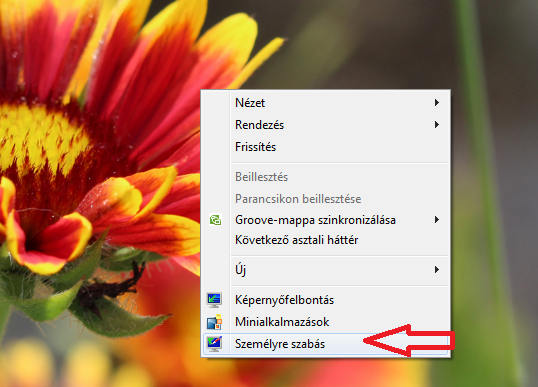 Nézet
Rendezés
Frissítés
Beillesztés
Parancsikon beillesztése
Groove-mappa szinkronizálása
Következő asztali háttér
Új
Képernyőfelbontás
Minialkalmazások
Személyre szabás